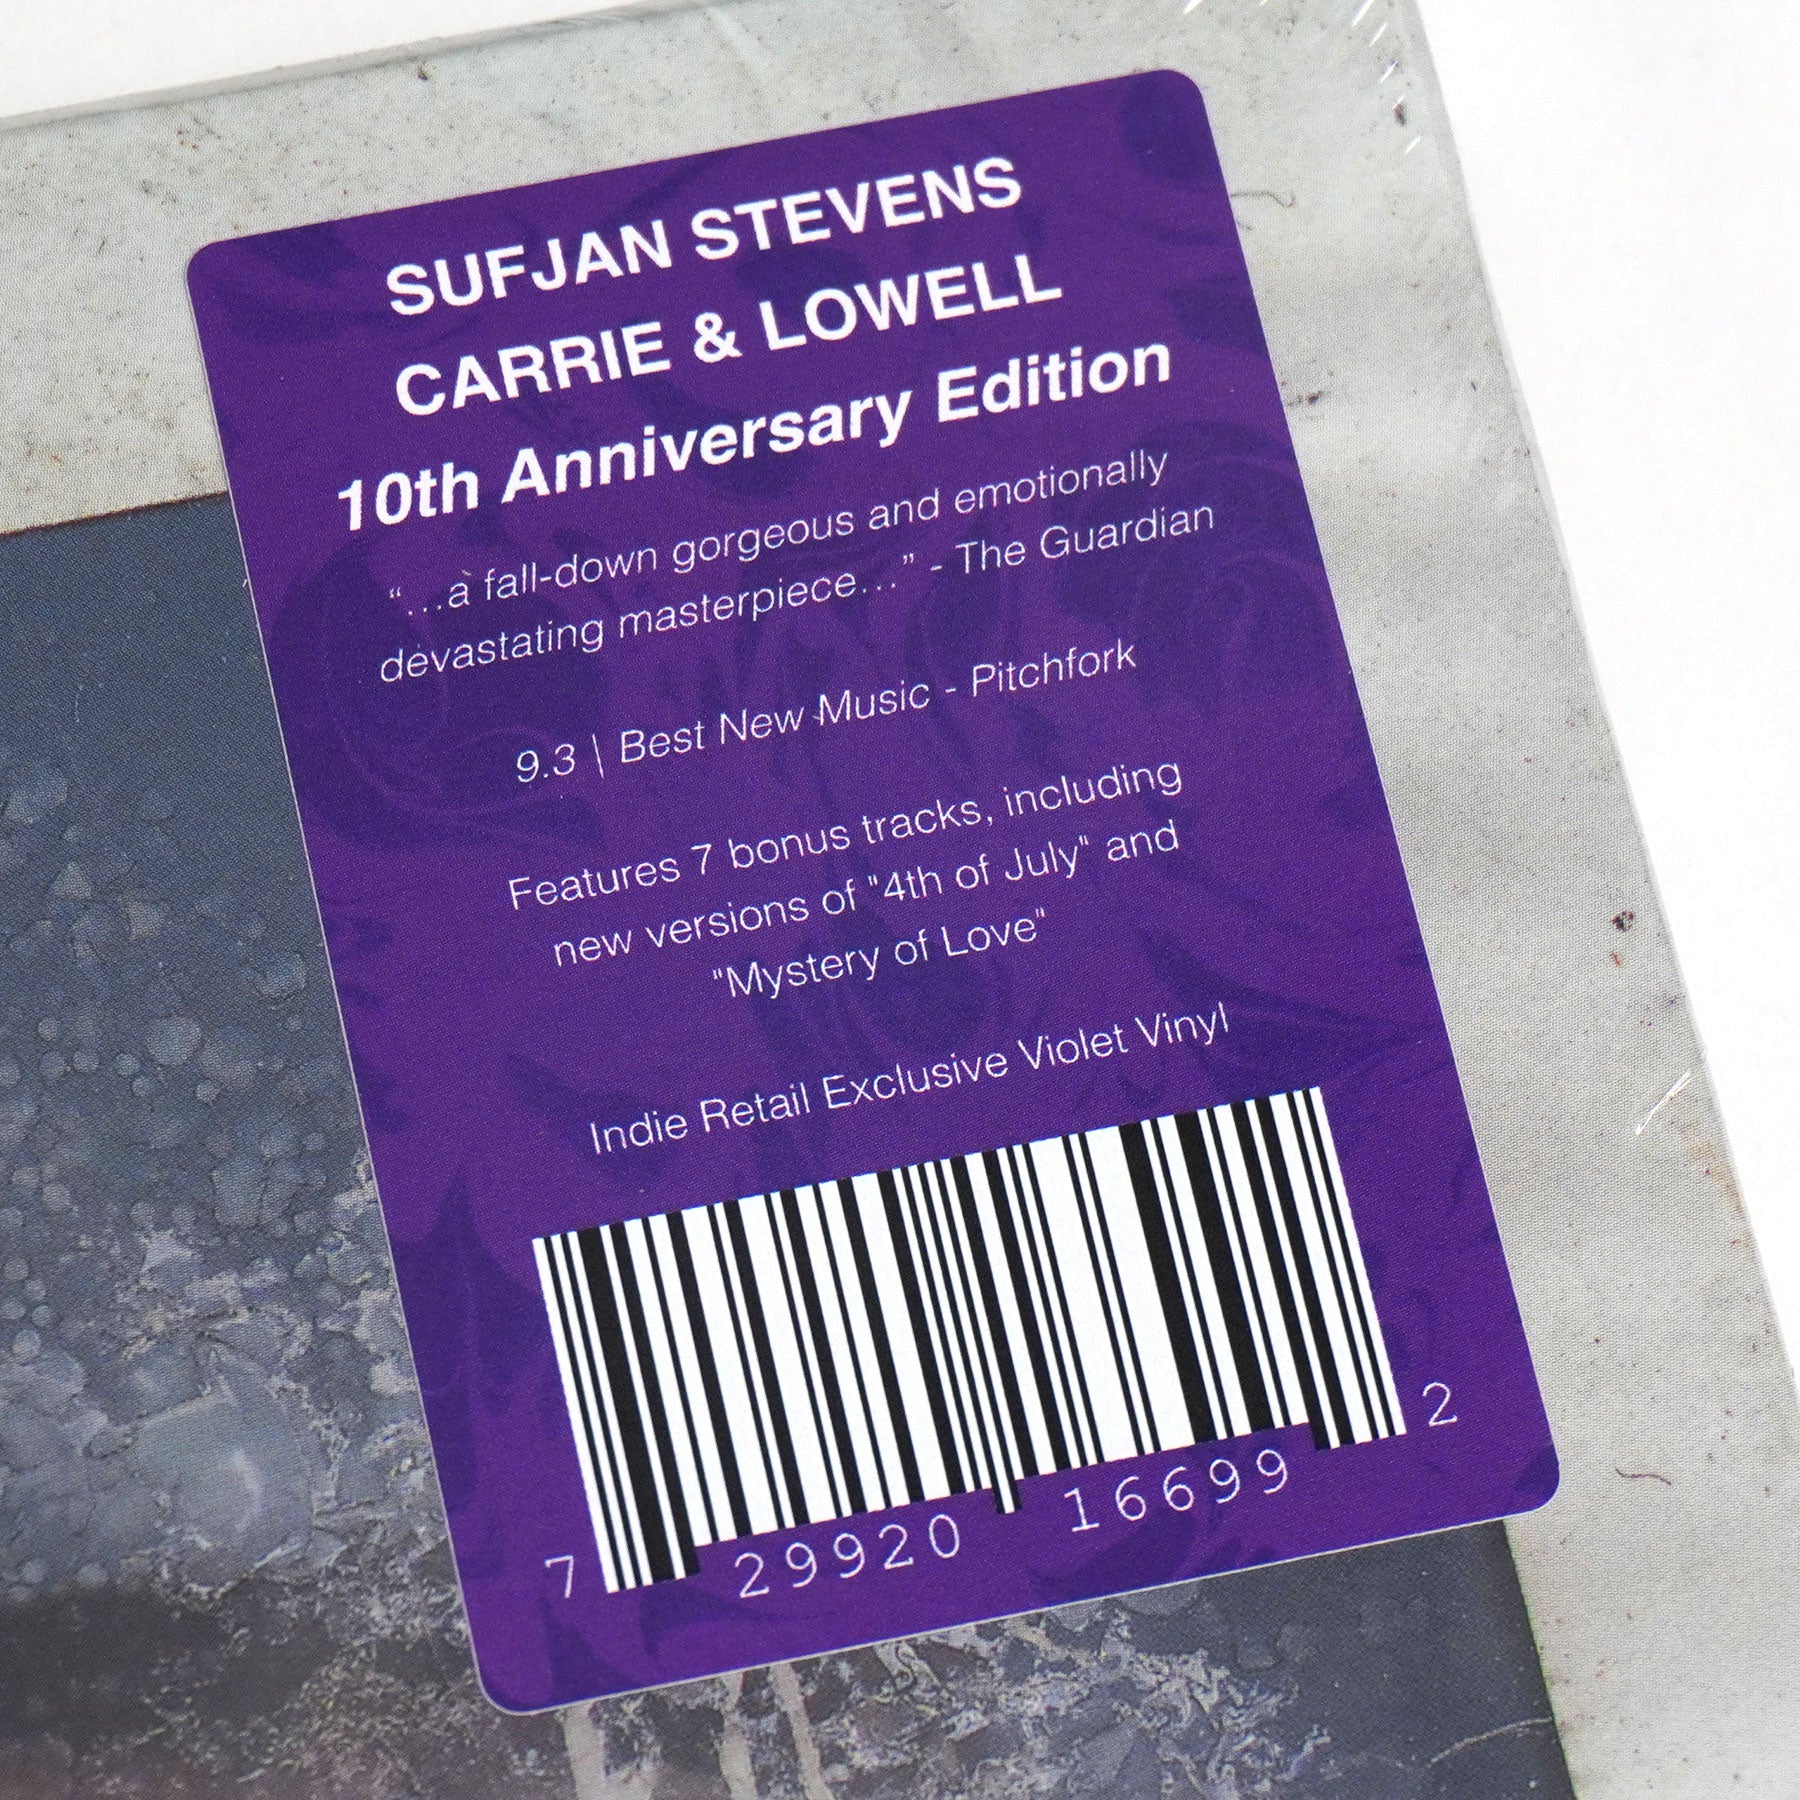 SUFJAN STEVENS
CARRIE & LOWELL
10th Anniversary Edition
“...a fall-down gorgeous and emotionally
devastating masterpiece...” - The Guardian
9.3 | Best New Music - Pitchfork
Features 7 bonus tracks, including
new versions of "4th of July" and
"Mystery of Love"
Indie Retail Exclusive Violet Vinyl
7 29920 16699 2